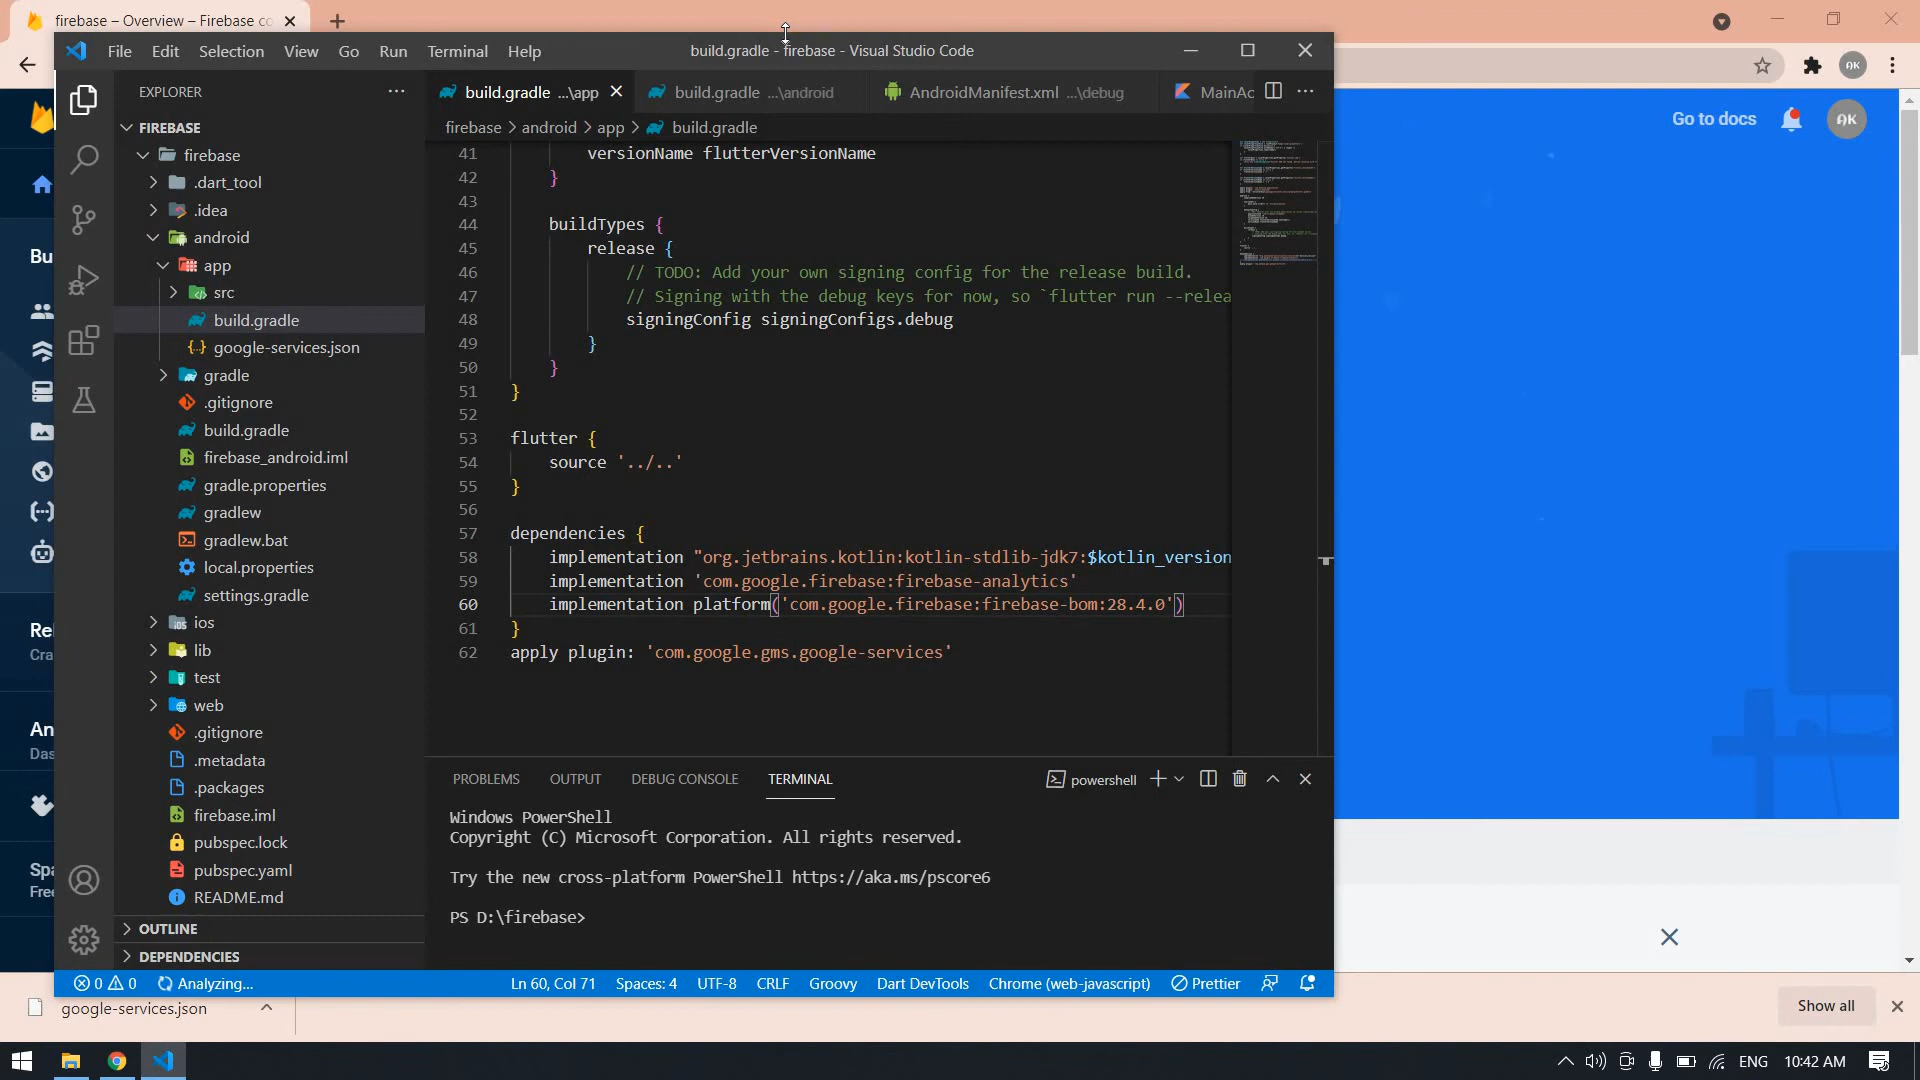 firebase – Overview – Firebase co
File Edit Selection View Go Run Terminal Help
build.gradle - firebase - Visual Studio Code
AK
EXPLORER
build.gradle ...\app
build.gradle ...\android
AndroidManifest.xml ...\debug
MainAc
Go to docs
AK
firebase > android > app > build.gradle
FIREBASE
firebase
.dart_tool
.idea
android
app
src
build.gradle
google-services.json
gradle
.gitignore
build.gradle
firebase_android.iml
gradle.properties
gradlew
gradlew.bat
local.properties
settings.gradle
ios
lib
test
web
.gitignore
.metadata
.packages
firebase.iml
pubspec.lock
pubspec.yaml
README.md
OUTLINE
DEPENDENCIES
Bu
Rel
Cra
An
Das
Spa
Free
41 versionName flutterVersionName
42 }
43
44 buildTypes {
45 release {
46 // TODO: Add your own signing config for the release build.
47 // Signing with the debug keys for now, so `flutter run --relea
48 signingConfig signingConfigs.debug
49 }
50 }
51 }
52
53 flutter {
54 source '../..'
55 }
56
57 dependencies {
58 implementation "org.jetbrains.kotlin:kotlin-stdlib-jdk7:$kotlin_version
59 implementation 'com.google.firebase:firebase-analytics'
60 implementation platform('com.google.firebase:firebase-bom:28.4.0')
61 }
62 apply plugin: 'com.google.gms.google-services'
PROBLEMS OUTPUT DEBUG CONSOLE TERMINAL
powershell
Windows PowerShell
Copyright (C) Microsoft Corporation. All rights reserved.
Try the new cross-platform PowerShell https://aka.ms/pscore6
PS D:\firebase>
0 0 Analyzing...
Ln 60, Col 71 Spaces: 4 UTF-8 CRLF Groovy Dart DevTools Chrome (web-javascript) Prettier
google-services.json
Show all
ENG 10:42 AM